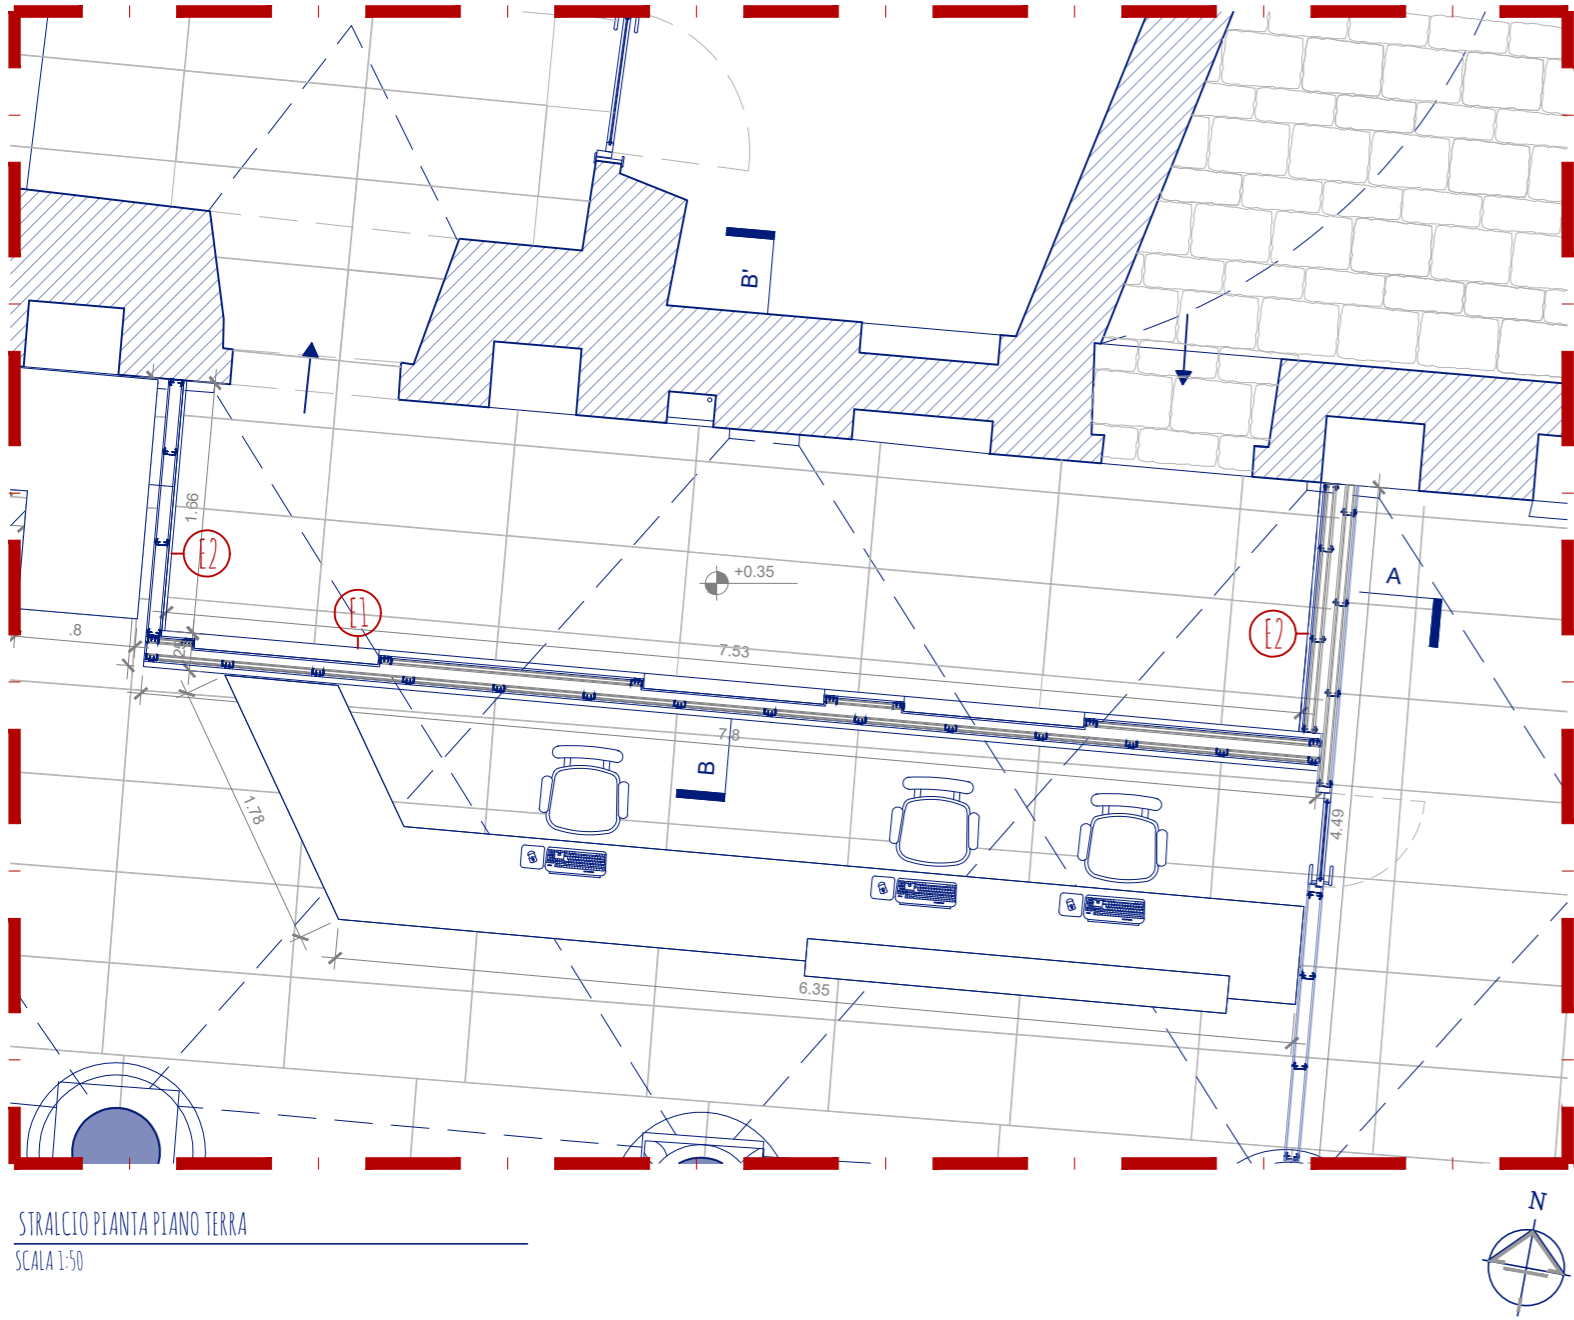 B'
1.66
E2
+0.35
A
E1
E2
.8
.25
7.53
7.8
B
1.78
4.49
6.35
N
STRALCIO PIANTA PIANO TERRA
SCALA 1:50